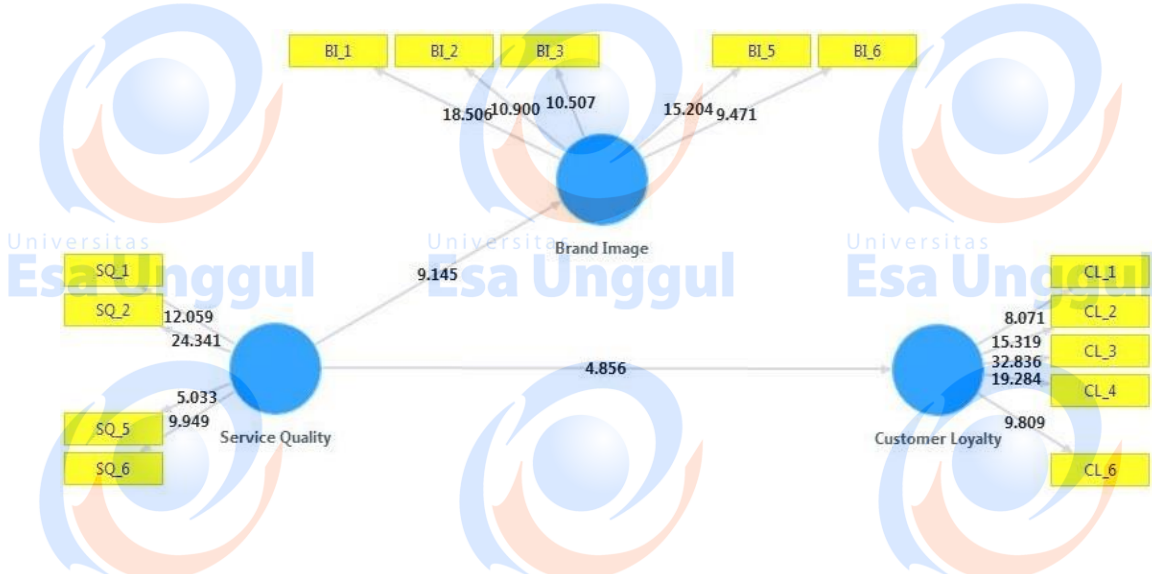 BI_1 BI_2 BI_3 BI_5 BI_6
18.506 10.900 10.507 15.204 9.471
Brand Image
Universitas Universitas Universitas
Esa Unggul Esa Unggul Esa Unggul
9.145
SQ_1
SQ_2
12.059
24.341
5.033
9.949
SQ_5
SQ_6
Service Quality
4.856
CL_1
CL_2
CL_3
CL_4
CL_6
8.071
15.319
32.836
19.284
9.809
Customer Loyalty